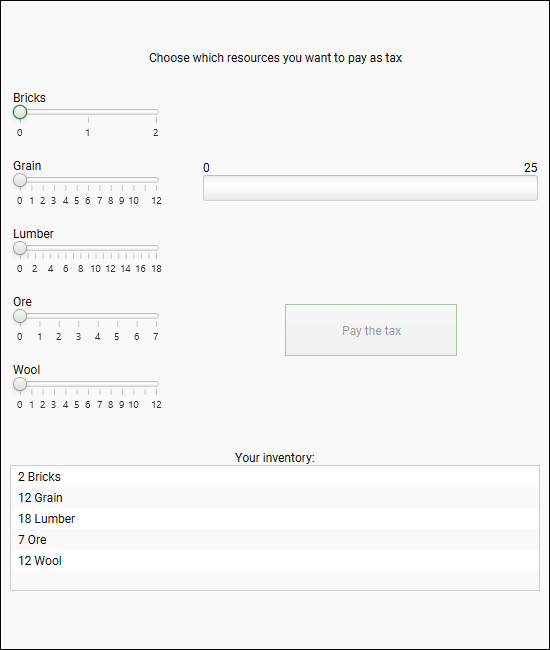 Choose which resources you want to pay as tax
Bricks
0 1 2
Grain
0 1 2 3 4 5 6 7 8 9 10 12
0 25
Lumber
0 2 4 6 8 10 12 14 16 18
Ore
0 1 2 3 4 5 6 7
Pay the tax
Wool
0 1 2 3 4 5 6 7 8 9 10 12
Your inventory:
2 Bricks
12 Grain
18 Lumber
7 Ore
12 Wool